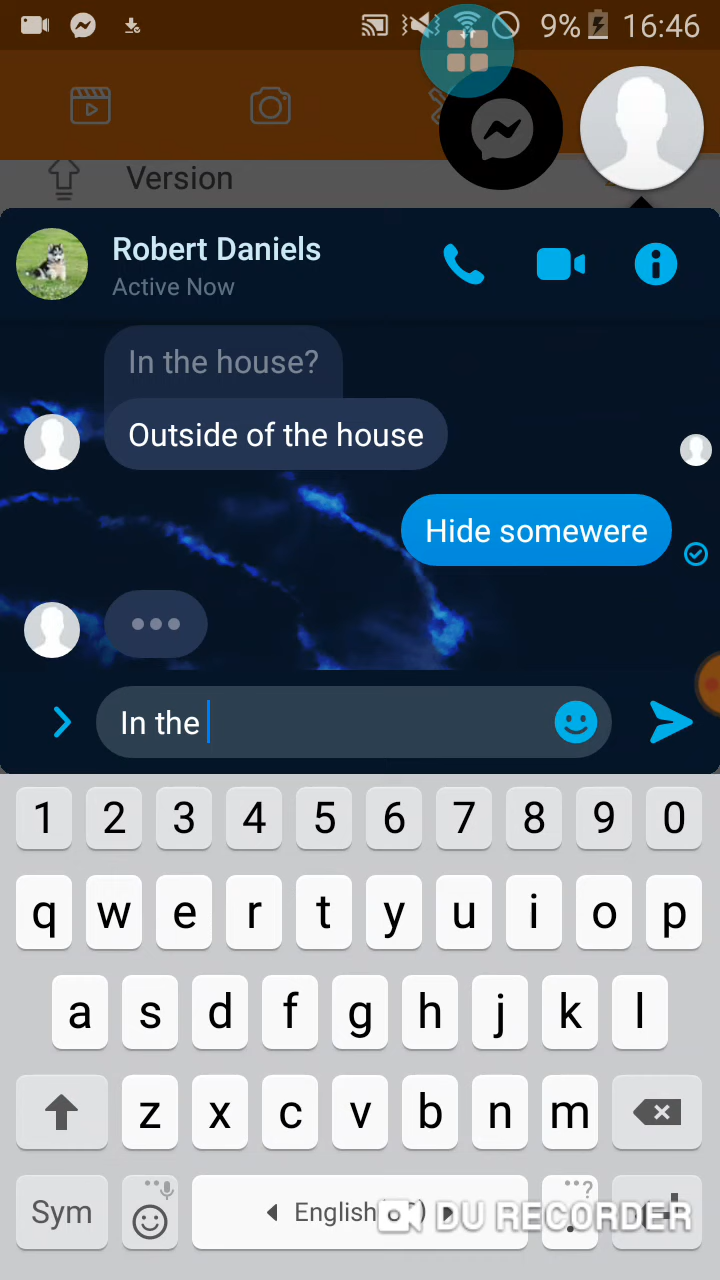 9% 16:46
Version
Robert Daniels
Active Now
In the house?
Outside of the house
Hide somewere
In the
1 2 3 4 5 6 7 8 9 0
q w e r t y u i o p
a s d f g h j k l
z x c v b n m
Sym English ?
DU RECORDER